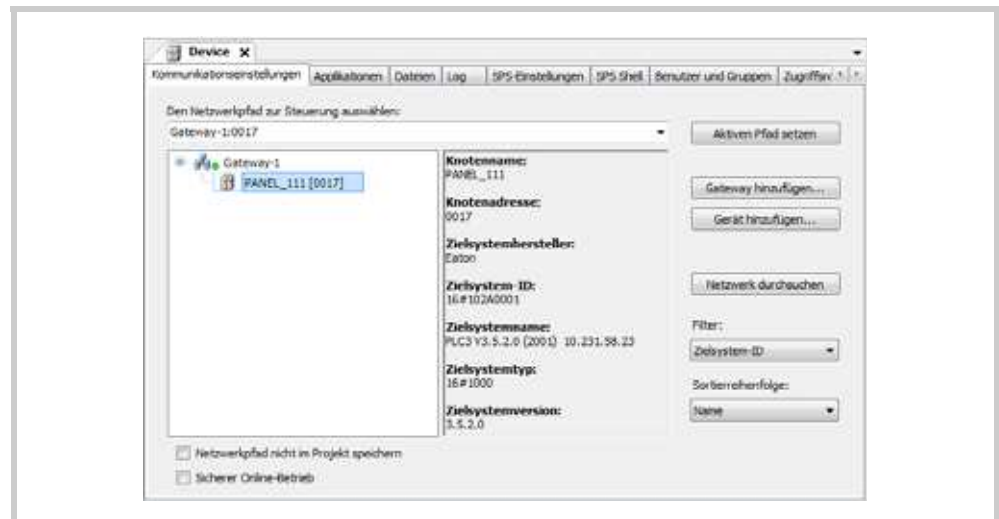 Device
Kommunikationseinstellungen Applikationen Dateien Log SPS-Einstellungen SPS Shell Benutzer und Gruppen
Den Netzwerkpfad zur Steuerung auswählen:
Gateway-1:0017
Aktiven Pfad setzen
Gateway-1
PANEL_111 [0017]
Knotenname:
PANEL_111
Gateway hinzufügen...
Knotenadresse:
0017
Gerät hinzufügen...
Zielsystemhersteller:
Eaton
Zielsystem-ID:
16#102A0001
Netzwerk durchsuchen
Zielsystemname:
PLC3 V3.5.2.0 (2001) 10.231.58.23
Filter:
Zielsystem-ID
Zielsystemtyp:
16#1000
Sortierreihenfolge:
Name
Zielsystemversion:
3.5.2.0
Netzwerkpfad nicht im Projekt speichern
Sicherer Online-Betrieb